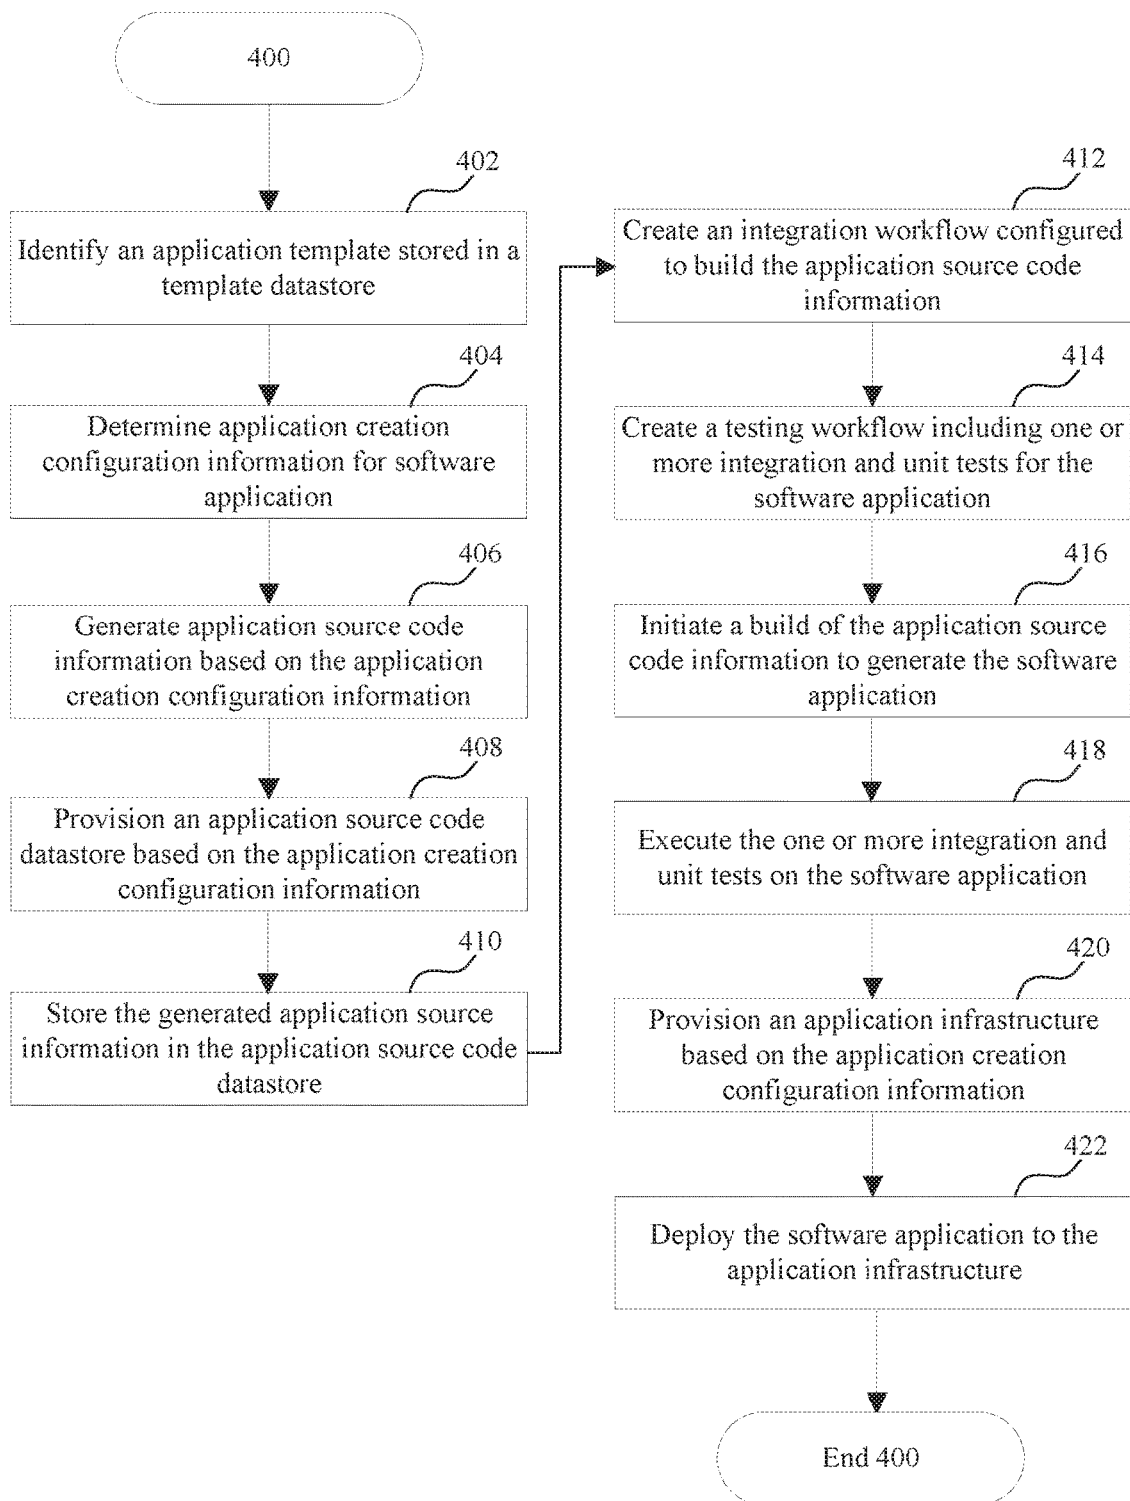 400
402
Identify an application template stored in a
template datastore
404
Determine application creation
configuration information for software
application
406
Generate application source code
information based on the application
creation configuration information
408
Provision an application source code
datastore based on the application creation
configuration information
410
Store the generated application source
information in the application source code
datastore
412
Create an integration workflow configured
to build the application source code
information
414
Create a testing workflow including one or
more integration and unit tests for the
software application
416
Initiate a build of the application source
code information to generate the software
application
418
Execute the one or more integration and
unit tests on the software application
420
Provision an application infrastructure
based on the application creation
configuration information
422
Deploy the software application to the
application infrastructure
End 400